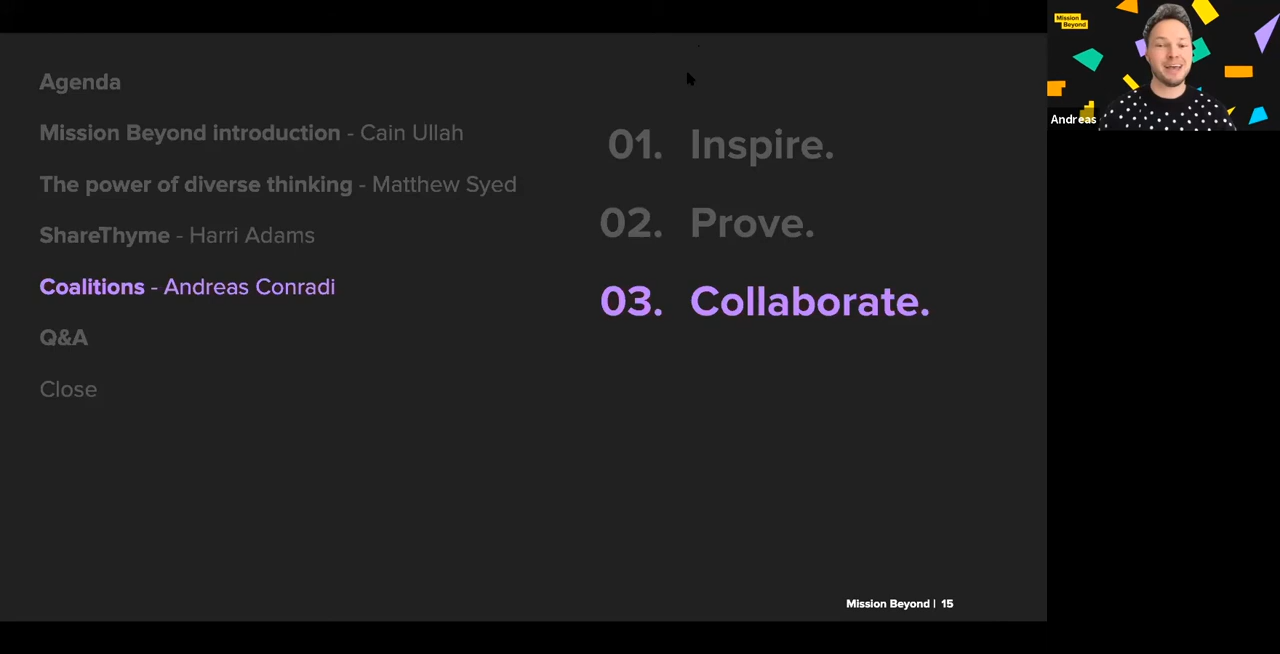 Agenda
Mission Beyond introduction - Cain Ullah
The power of diverse thinking - Matthew Syed
ShareThyme - Harri Adams
Coalitions - Andreas Conradi
Q&A
Close
01. Inspire.
02. Prove.
03. Collaborate.
Mission Beyond | 15
Mission
Beyond
Andreas